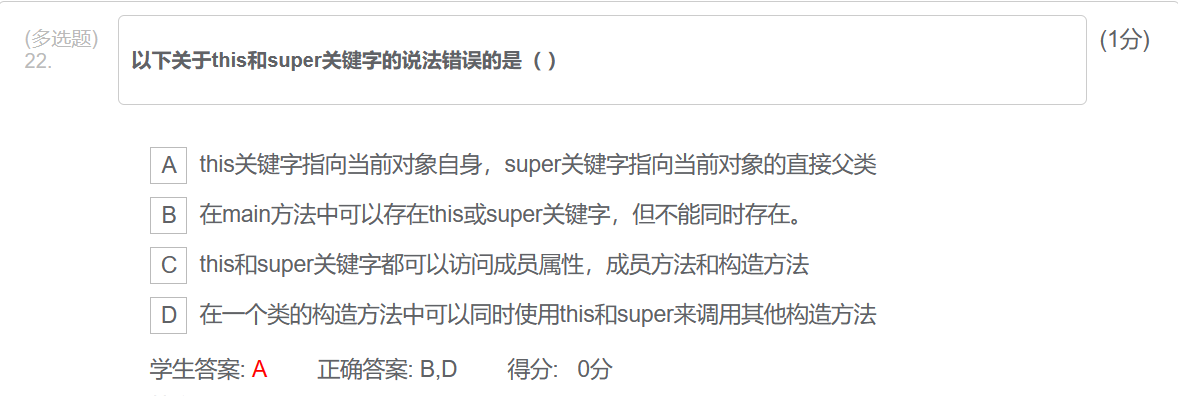 (多选题) 以下关于this和super关键字的说法错误的是（ ） (1分)
22.
A this关键字指向当前对象自身，super关键字指向当前对象的直接父类
B 在main方法中可以存在this或super关键字，但不能同时存在。
C this和super关键字都可以访问成员属性，成员方法和构造方法
D 在一个类的构造方法中可以同时使用this和super来调用其他构造方法
学生答案: A 正确答案: B,D 得分: 0分